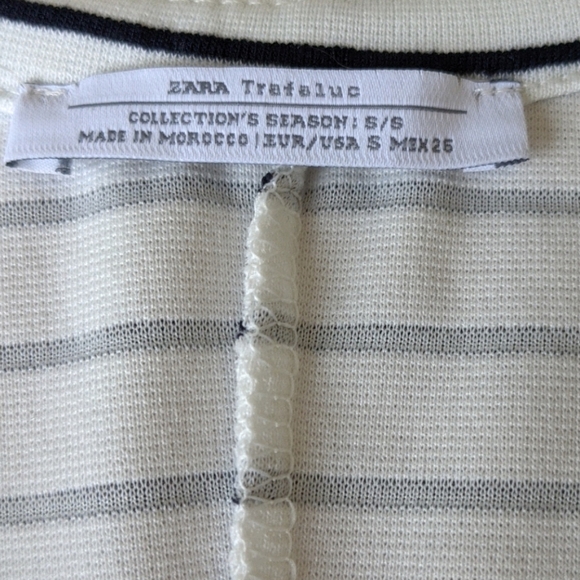 ZARA Trafaluc
COLLECTION'S SEASON: S/S
MADE IN MOROCCO | EUR/USA S MEX26